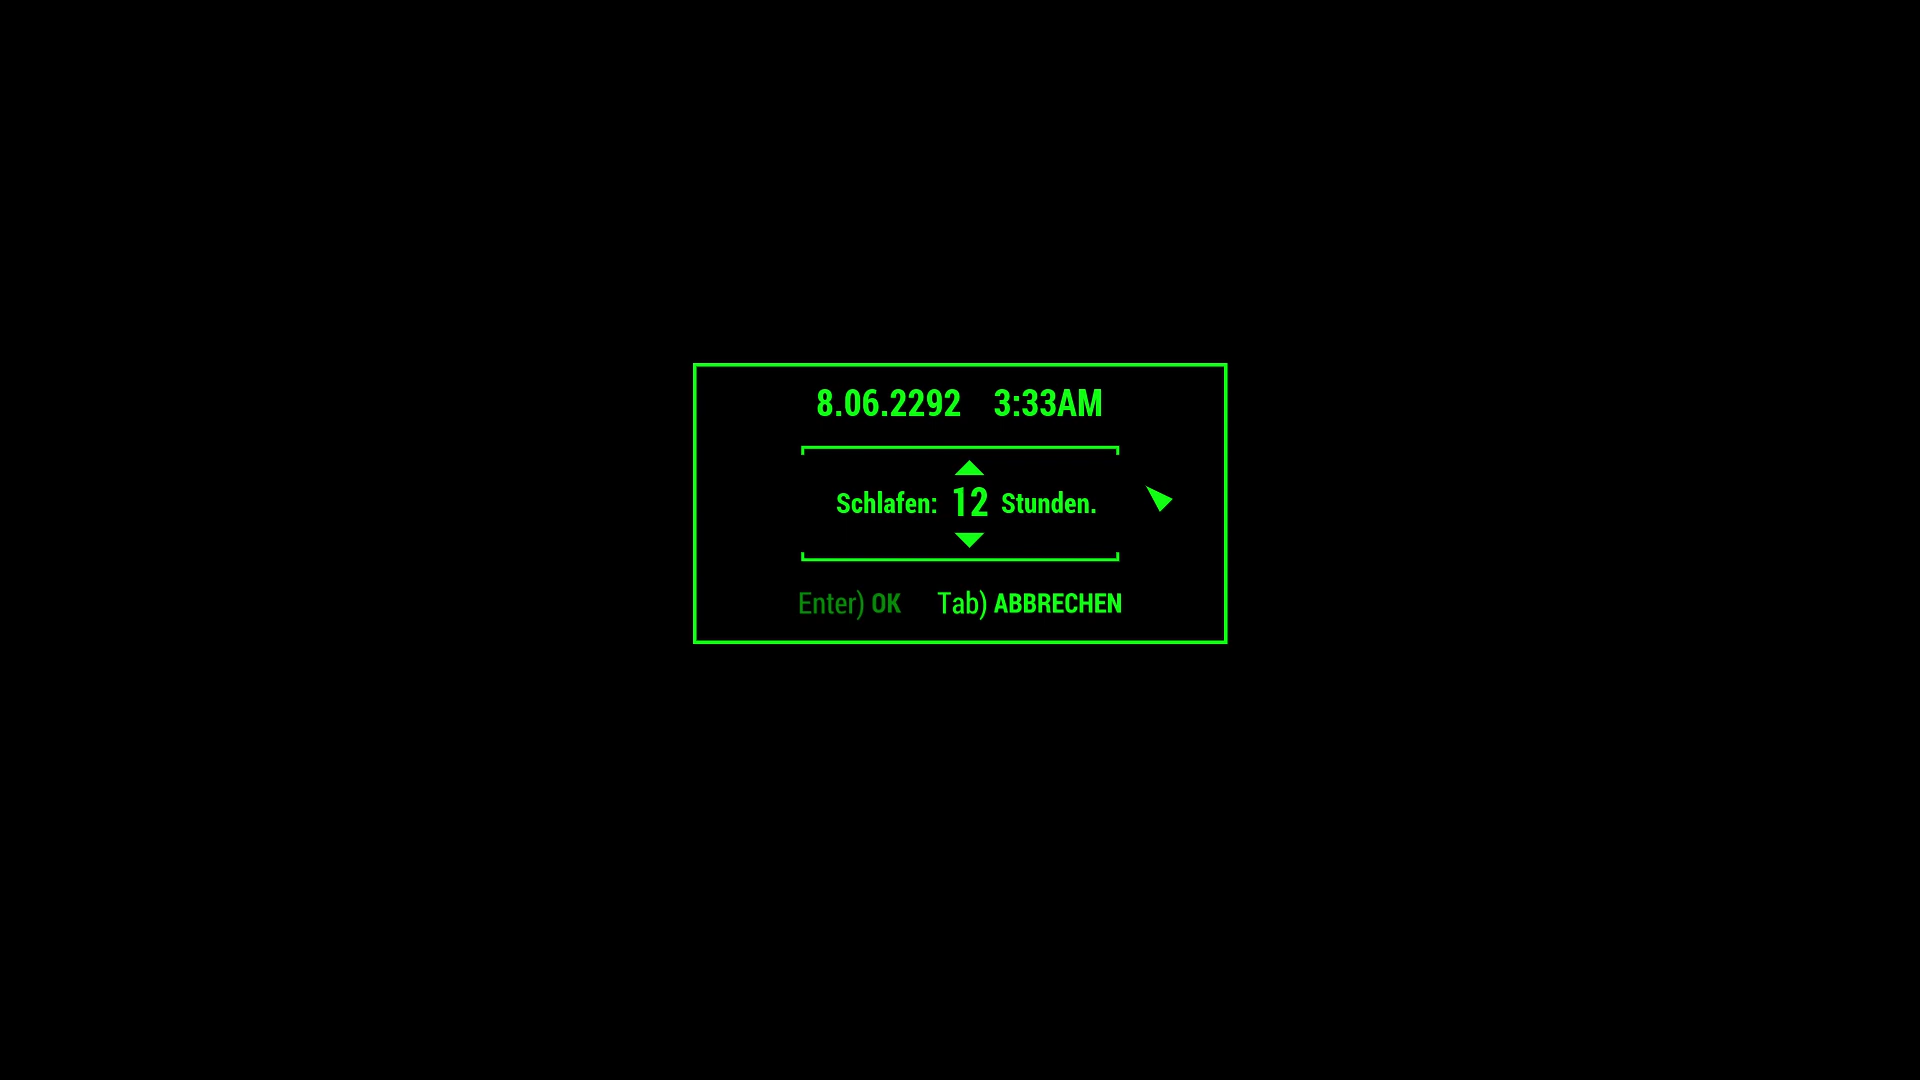 8.06.2292 3:33AM
Schlafen: 12 Stunden.
Enter) OK Tab) ABBRECHEN